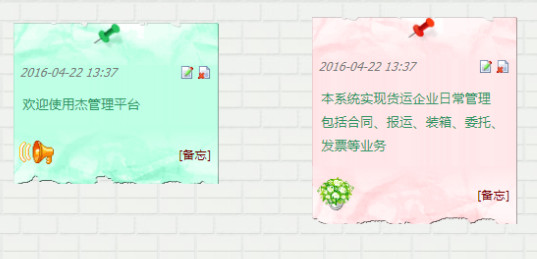 2016-04-22 13:37
欢迎使用杰管理平台
[备忘]
2016-04-22 13:37
本系统实现货运企业日常管理
包括合同、报运、装箱、委托、
发票等业务
[备忘]